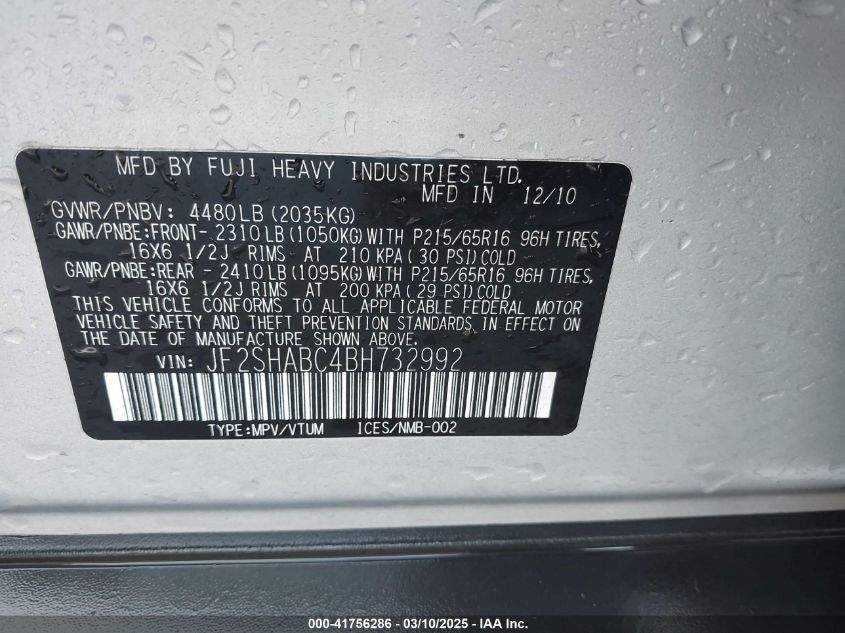 MFD BY FUJI HEAVY INDUSTRIES LTD.
MFD IN 12/10
GVWR/PNBV: 4480LB (2035KG)
GAWR/PNBE:FRONT- 2310LB (1050KG) WITH P215/65R16 96H TIRES,
16X6 1/2J RIMS AT 210 KPA ( 30 PSI) COLD
GAWR/PNBE:REAR - 2410LB (1095KG) WITH P215/65R16 96H TIRES,
16X6 1/2J RIMS AT 200 KPA ( 29 PSI) COLD
THIS VEHICLE CONFORMS TO ALL APPLICABLE FEDERAL MOTOR
VEHICLE SAFETY AND THEFT PREVENTION STANDARDS IN EFFECT ON
THE DATE OF MANUFACTURE SHOWN ABOVE.
VIN: JF2SHABC4BH732992
TYPE:MPV/VTUM ICES/NMB-002
000-41756286 - 03/10/2025 - IAA Inc.